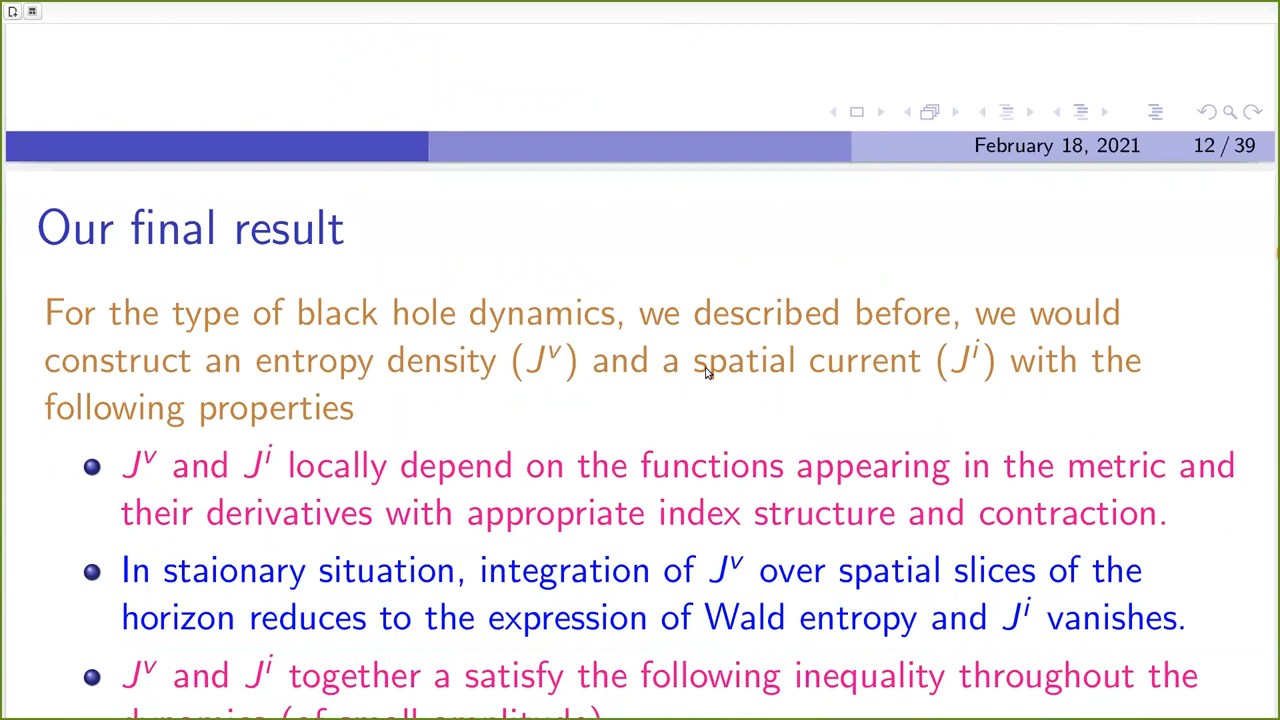 February 18, 2021 12 / 39
Our final result
For the type of black hole dynamics, we described before, we would
construct an entropy density (J^v) and a spatial current (J^i) with the
following properties
J^v and J^i locally depend on the functions appearing in the metric and
their derivatives with appropriate index structure and contraction.
In staionary situation, integration of J^v over spatial slices of the
horizon reduces to the expression of Wald entropy and J^i vanishes.
J^v and J^i together a satisfy the following inequality throughout the
dynamics (of small amplitude)